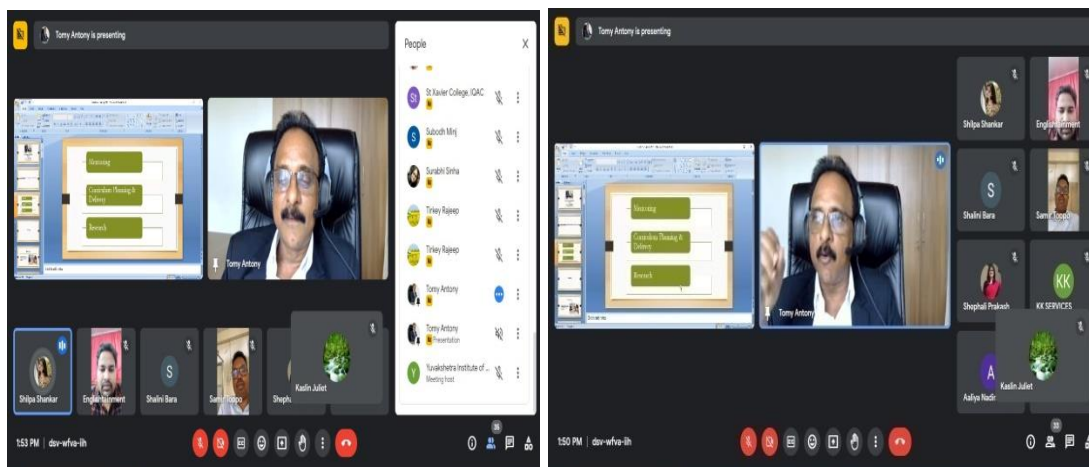 Tomy Antony is presenting
People
St Xavier College, IQAC
Subodh Minj
Surabhi Sinha
Tirkey Rajeep
Tirkey Rajeep
Tomy Antony
Tomy Antony
Presentation
Yuvakshetra Institute of ...
Meeting host
Mentoring
Curriculum Planning &
Delivery
Research
Tomy Antony
Shilpa Shankar
Englishtainment
S
Shalini Bara
Samir Toppo
Sheph
Kaslin Juliet
1:53 PM | dsv-wfva-iih
35
Tomy Antony is presenting
Mentoring
Curriculum Planning &
Delivery
Research
Tomy Antony
Shilpa Shankar
Englishtainment
S
Shalini Bara
Samir Toppo
Shephali Prakash
KK
KK SERVICES
A
Aaliya Nadir
Kaslin Juliet
1:50 PM | dsv-wfva-iih
33